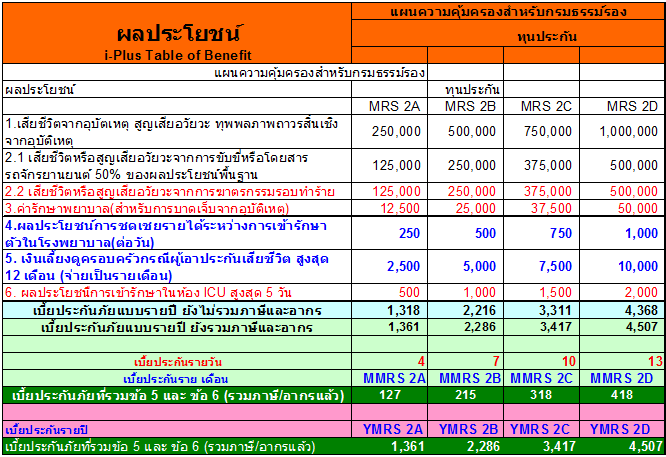 ผลประโยชน์
i-Plus Table of Benefit
แผนความคุ้มครองสำหรับกรมธรรม์รอง
ทุนประกัน
แผนความคุ้มครองสำหรับกรมธรรม์รอง
ผลประโยชน์ ทุนประกัน
MRS 2A MRS 2B MRS 2C MRS 2D
1.เสียชีวิตจากอุบัติเหตุ สูญเสียอวัยวะ ทุพพลภาพถาวรสิ้นเชิง
จากอุบัติเหตุ 250,000 500,000 750,000 1,000,000
2.1 เสียชีวิตหรือสูญเสียอวัยวะจากการขับขี่หรือโดยสาร
รถจักรยานยนต์ 50% ของผลประโยชน์พื้นฐาน 125,000 250,000 375,000 500,000
2.2 เสียชีวิตหรือสูญเสียอวัยวะจากการฆาตรกรรมรอบทำร้าย 125,000 250,000 375,000 500,000
3.ค่ารักษาพยาบาล(สำหรับการบาดเจ็บจากอุบัติเหตุ) 12,500 25,000 37,500 50,000
4.ผลประโยชน์การชดเชยรายได้ระหว่างการเข้ารักษา
ตัวในโรงพยาบาล(ต่อวัน) 250 500 750 1,000
5. เงินเลี้ยงดูครอบครัวกรณีผู้เอาประกันเสียชีวิต สูงสุด
12 เดือน (จ่ายเป็นรายเดือน) 2,500 5,000 7,500 10,000
6. ผลประโยชน์การเข้ารักษาในห้อง ICU สูงสุด 5 วัน 500 1,000 1,500 2,000
เบี้ยประกันภัยแบบรายปี ยังไม่รวมภาษีและอากร 1,318 2,216 3,311 4,368
เบี้ยประกันภัยแบบรายปี ยังรวมภาษีและอากร 1,361 2,286 3,417 4,507
เบี้ยประกันรายวัน 4 7 10 13
เบี้ยประกันราย เดือน MMRS 2A MMRS 2B MMRS 2C MMRS 2D
เบี้ยประกันภัยที่รวมข้อ 5 และ ข้อ 6 (รวมภาษี/อากรแล้ว) 127 215 318 418
เบี้ยประกันรายปี YMRS 2A YMRS 2B YMRS 2C YMRS 2D
เบี้ยประกันภัยที่รวมข้อ 5 และ ข้อ 6 (รวมภาษี/อากรแล้ว) 1,361 2,286 3,417 4,507